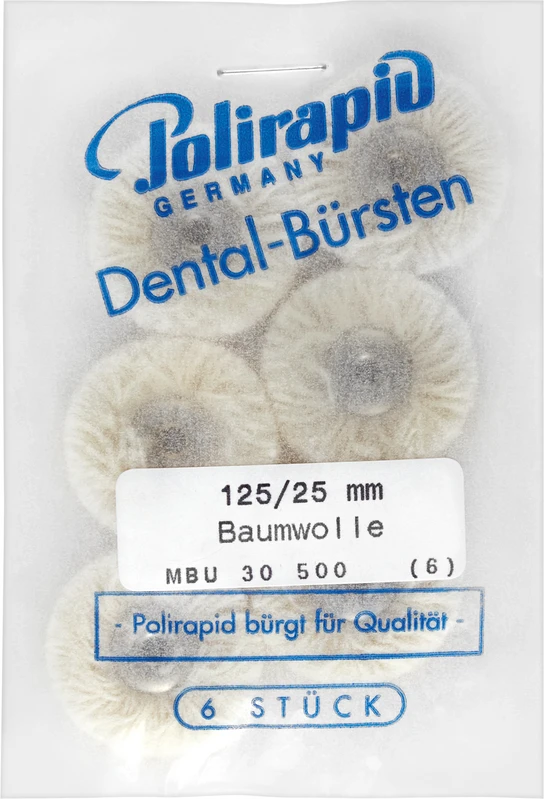 Polirapid
GERMANY
Dental-Bürsten
125/25 mm
Baumwolle
MBU 30 500 (6)
- Polirapid bürgt für Qualität -
6 STÜCK